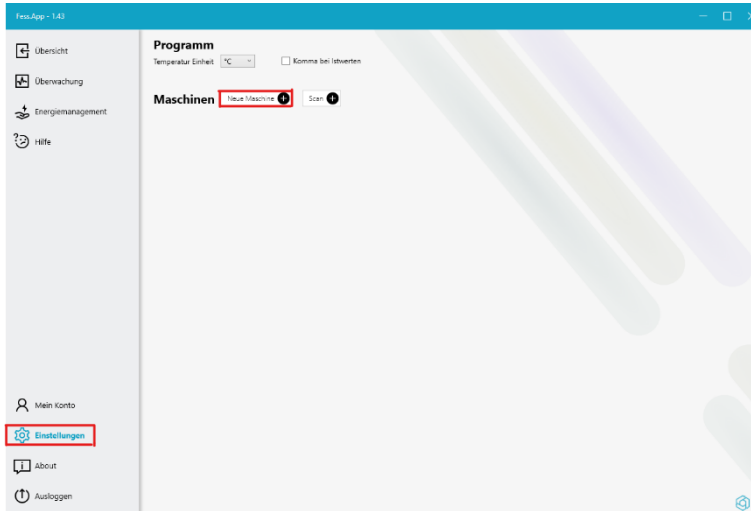 Fess.App - 1.43
Übersicht
Überwachung
Energiemanagement
Hilfe
Programm
Temperatur Einheit °C Komma bei Istwerten
Maschinen Neue Maschine Scan
Mein Konto
Einstellungen
About
Ausloggen